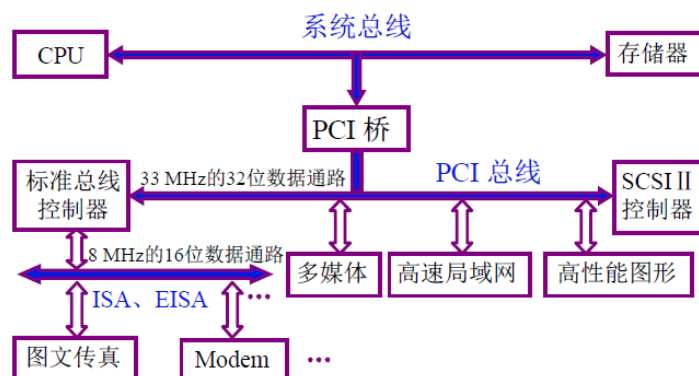 系统总线
CPU
存储器
PCI 桥
33 MHz的32位数据通路
PCI 总线
标准总线
控制器
SCSI Ⅱ
控制器
8 MHz的16位数据通路
多媒体
高速局域网
高性能图形
ISA、EISA
…
图文传真
Modem
…